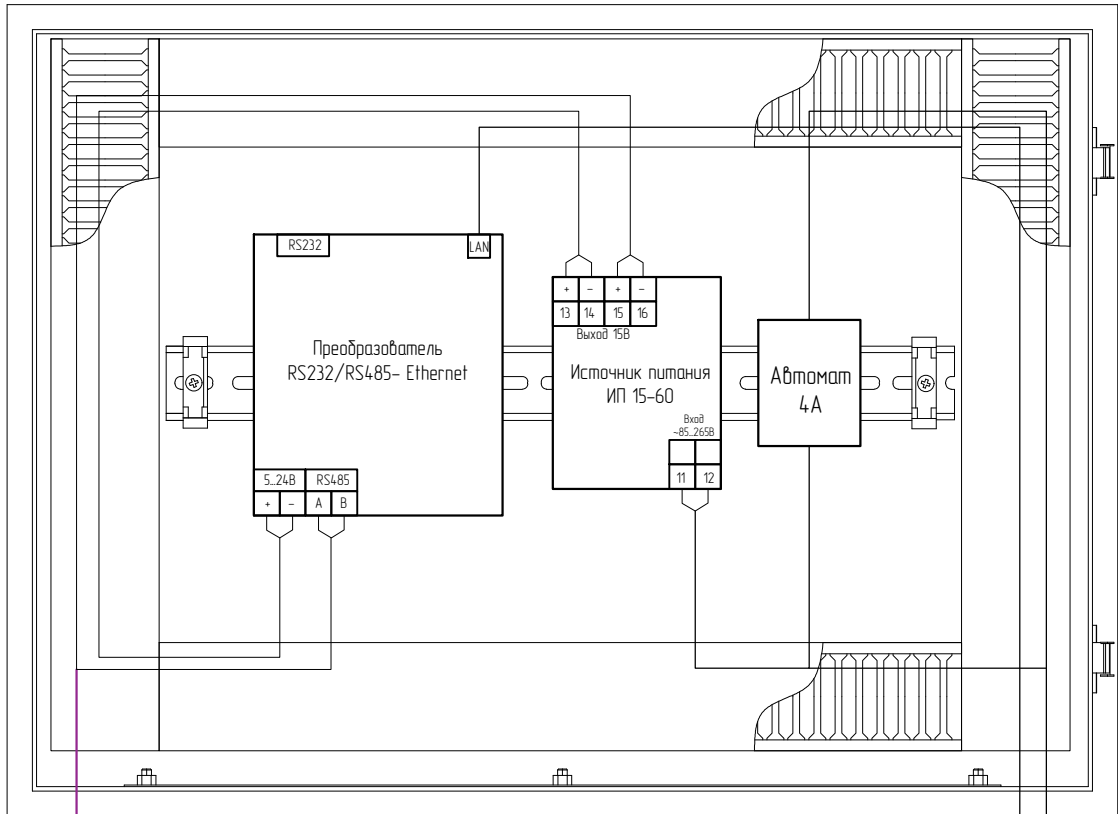 RS232
LAN
Преобразователь
RS232/RS485- Ethernet
5...24В RS485
+ - A B
+ - + -
13 14 15 16
Выход 15В
Источник питания
ИП 15-60
Вход
~85...265В
11 12
Автомат
4А